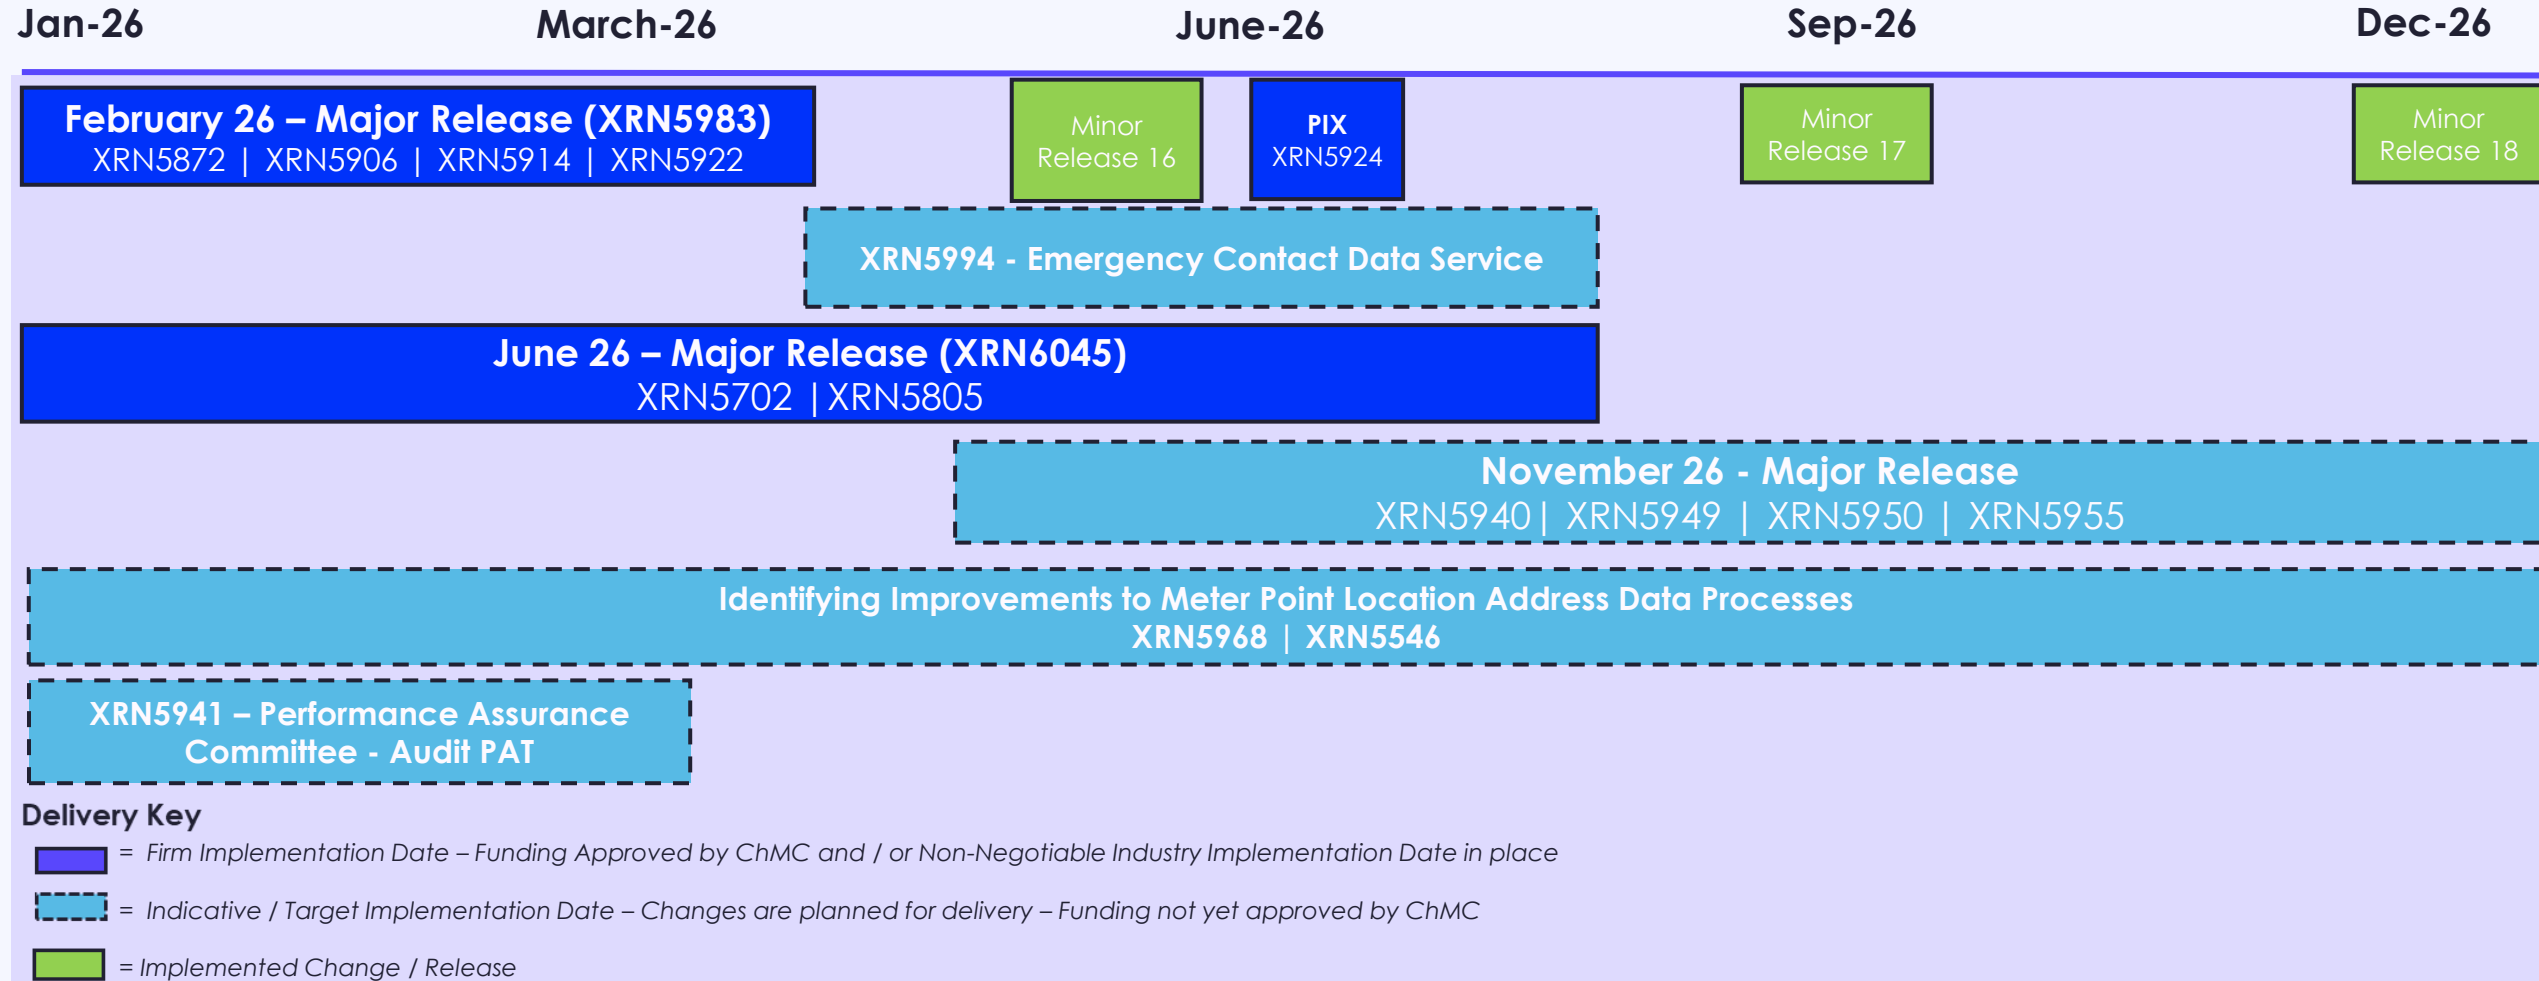 Jan-26
March-26
June-26
Sep-26
Dec-26
February 26 – Major Release (XRN5983)
XRN5872 | XRN5906 | XRN5914 | XRN5922
Minor
Release 16
PIX
XRN5924
Minor
Release 17
Minor
Release 18
XRN5994 - Emergency Contact Data Service
June 26 – Major Release (XRN6045)
XRN5702 |XRN5805
November 26 - Major Release
XRN5940| XRN5949 | XRN5950 | XRN5955
Identifying Improvements to Meter Point Location Address Data Processes
XRN5968 | XRN5546
XRN5941 – Performance Assurance
Committee - Audit PAT
Delivery Key
= Firm Implementation Date – Funding Approved by ChMC and / or Non-Negotiable Industry Implementation Date in place
= Indicative / Target Implementation Date – Changes are planned for delivery – Funding not yet approved by ChMC
= Implemented Change / Release